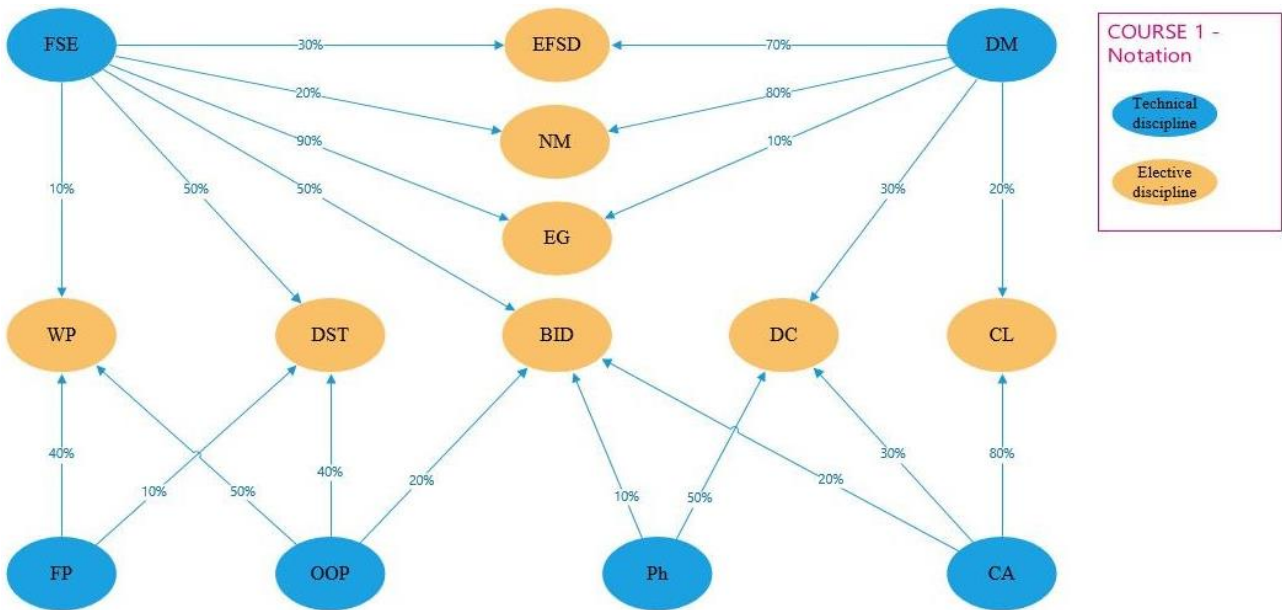 FSE
30%
EFSD
70%
DM
COURSE 1 -
Notation
20%
80%
Technical
discipline
90%
NM
10%
Elective
discipline
10%
50%
50%
30%
20%
EG
WP
DST
BID
DC
CL
40%
10%
50%
40%
20%
10%
50%
20%
30%
80%
FP
OOP
Ph
CA